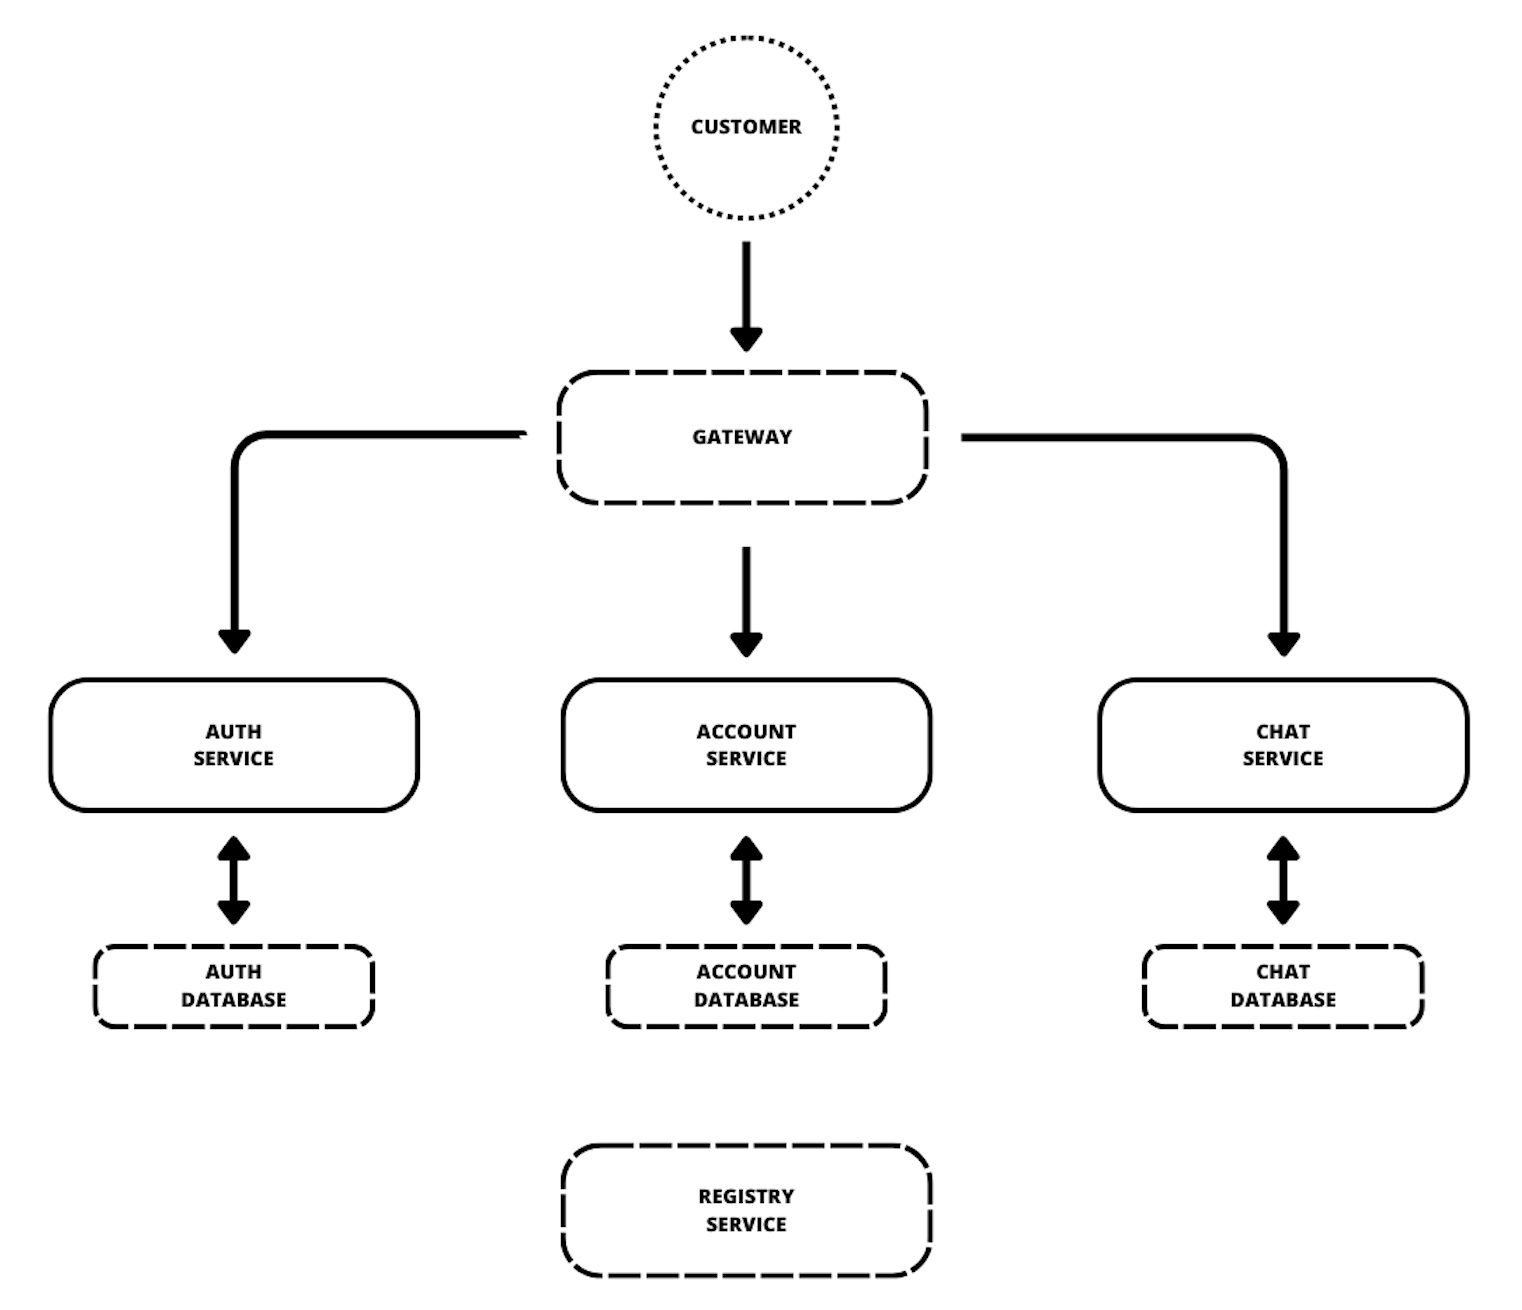 CUSTOMER
GATEWAY
AUTH
SERVICE
ACCOUNT
SERVICE
CHAT
SERVICE
AUTH
DATABASE
ACCOUNT
DATABASE
CHAT
DATABASE
REGISTRY
SERVICE